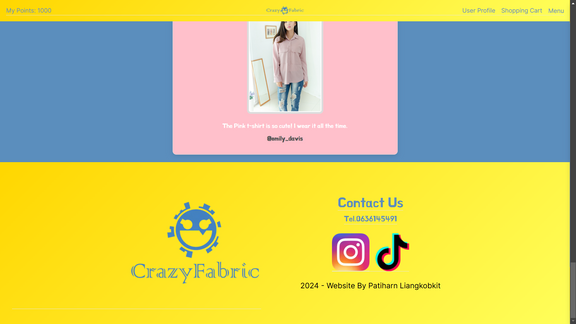 My Points: 1000
CrazyFabric
User Profile
Shopping Cart
Menu
The Pink t-shirt is so cute! I wear it all the time.
@emily_davis
CrazyFabric
Contact Us
Tel.0636145491
2024 - Website By Patiharn Liangkobkit